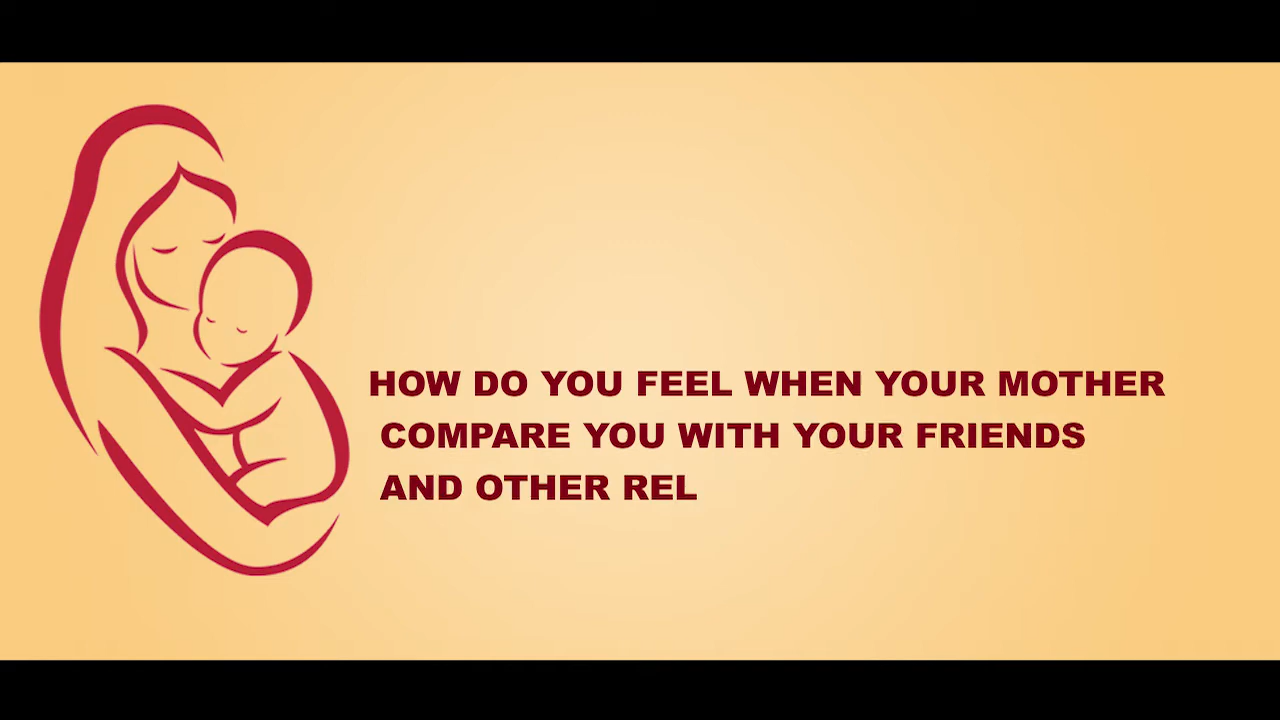 HOW DO YOU FEEL WHEN YOUR MOTHER
COMPARE YOU WITH YOUR FRIENDS
AND OTHER REL